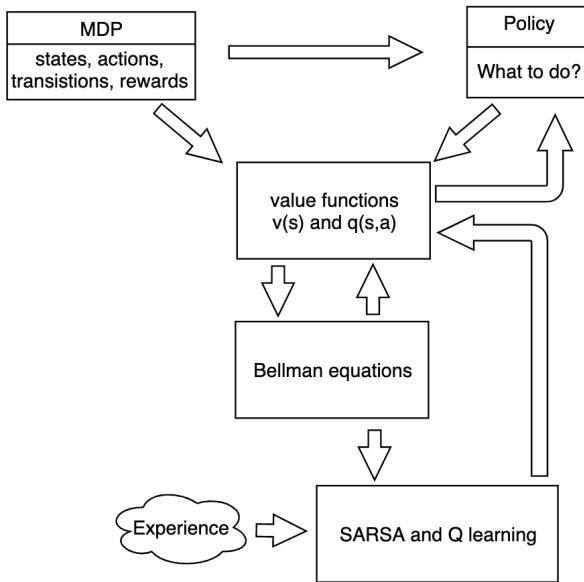 MDP
states, actions,
transistions, rewards
Policy
What to do?
value functions
v(s) and q(s,a)
Bellman equations
Experience
SARSA and Q learning